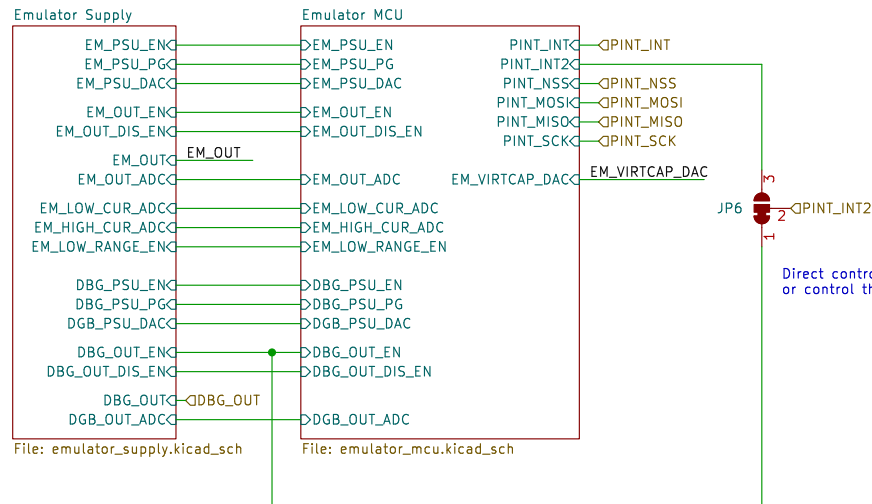 Emulator Supply
EM_PSU_EN
EM_PSU_PG
EM_PSU_DAC
EM_OUT_EN
EM_OUT_DIS_EN
EM_OUT
EM_OUT
EM_OUT_ADC
EM_LOW_CUR_ADC
EM_HIGH_CUR_ADC
EM_LOW_RANGE_EN
DBG_PSU_EN
DBG_PSU_PG
DGB_PSU_DAC
DBG_OUT_EN
DBG_OUT_DIS_EN
DBG_OUT
DBG_OUT
DGB_OUT_ADC
File: emulator_supply.kicad_sch
Emulator MCU
EM_PSU_EN
EM_PSU_PG
EM_PSU_DAC
EM_OUT_EN
EM_OUT_DIS_EN
EM_OUT_ADC
EM_LOW_CUR_ADC
EM_HIGH_CUR_ADC
EM_LOW_RANGE_EN
DBG_PSU_EN
DBG_PSU_PG
DGB_PSU_DAC
DBG_OUT_EN
DBG_OUT_DIS_EN
DGB_OUT_ADC
File: emulator_mcu.kicad_sch
PINT_INT
PINT_INT2
PINT_NSS
PINT_MOSI
PINT_MISO
PINT_SCK
EM_VIRTCAP_DAC
PINT_INT
PINT_NSS
PINT_MOSI
PINT_MISO
PINT_SCK
EM_VIRTCAP_DAC
JP6
3
2
1
PINT_INT2
Direct contro
or control th